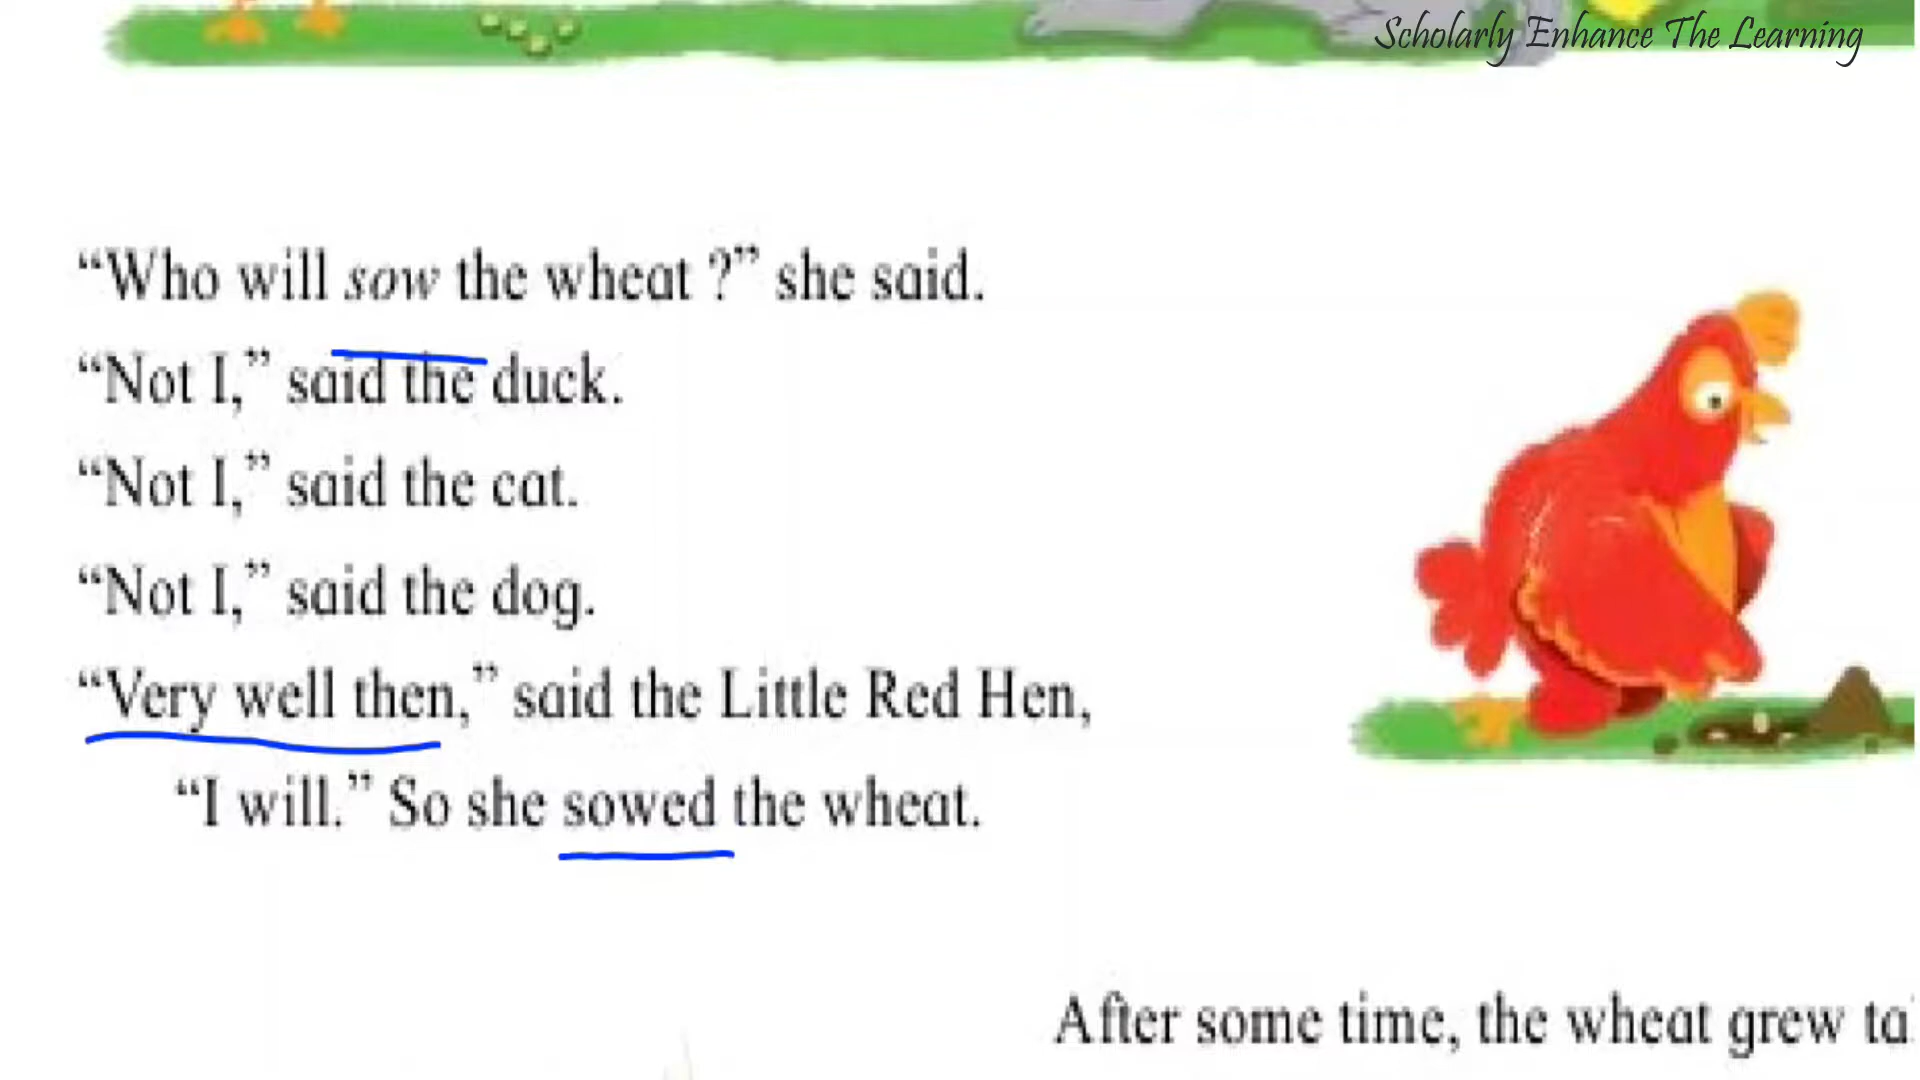 Scholarly Enhance The Learning
“Who will sow the wheat ?” she said.
“Not I,” said the duck.
“Not I,” said the cat.
“Not I,” said the dog.
“Very well then,” said the Little Red Hen,
“I will.” So she sowed the wheat.
After some time, the wheat grew